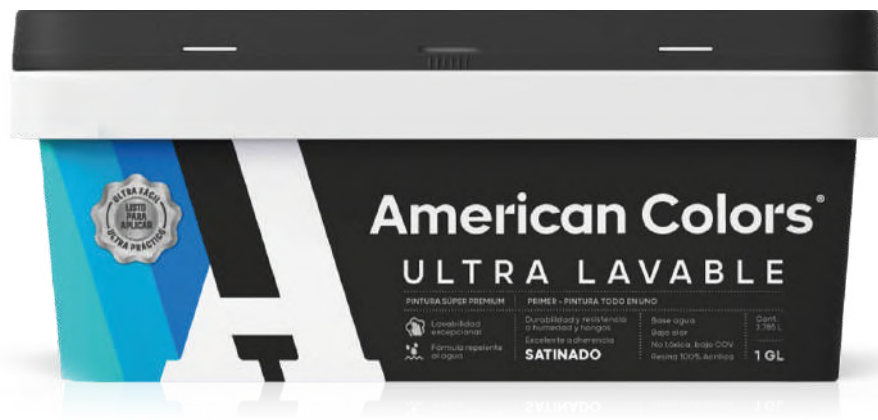 ULTRA FÁCIL
LISTO
PARA
APLICAR
ULTRA PRÁCTICO
American Colors®
ULTRA LAVABLE
PINTURA SÚPER PREMIUM
PRIMER - PINTURA TODO EN UNO
Lavabilidad
excepcional
Fórmula repelente
al agua
Durabilidad y resistencia
a humedad y hongos
Excelente adherencia
SATINADO
Base agua
Bajo olor
No tóxica, bajo COV
Resina 100% Acrílica
Cont.
3.785 L
1 GL